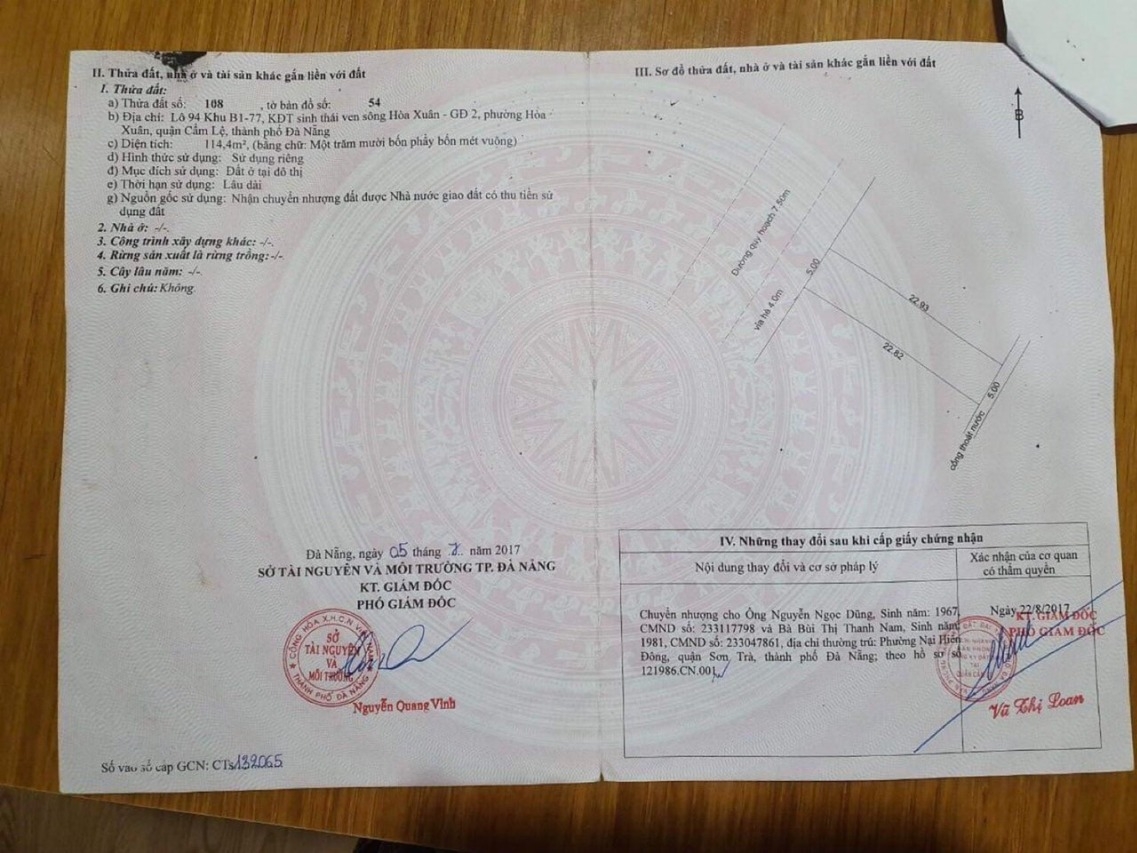 II. Thửa đất, nhà ở và tài sản khác gắn liền với đất
1. Thửa đất:
a) Thửa đất số: 108 , tờ bản đồ số: 54
b) Địa chỉ: Lô 94 Khu B1-77, KĐT sinh thái ven sông Hòa Xuân - GĐ 2, phường Hòa
Xuân, quận Cẩm Lệ, thành phố Đà Nẵng
c) Diện tích: 114,4m², (bằng chữ: Một trăm mười bốn phẩy bốn mét vuông)
d) Hình thức sử dụng: Sử dụng riêng
đ) Mục đích sử dụng: Đất ở tại đô thị
e) Thời hạn sử dụng: Lâu dài
g) Nguồn gốc sử dụng: Nhận chuyển nhượng đất được Nhà nước giao đất có thu tiền sử
dụng đất
2. Nhà ở: -/-.
3. Công trình xây dựng khác: -/-.
4. Rừng sản xuất là rừng trồng: -/-.
5. Cây lâu năm: -/-.
6. Ghi chú: Không.
Đà Nẵng, ngày 05 tháng 7 năm 2017
SỞ TÀI NGUYÊN VÀ MÔI TRƯỜNG TP. ĐÀ NẴNG
KT. GIÁM ĐỐC
PHÓ GIÁM ĐỐC
CỘNG HÒA X.H.C.N VIỆT NAM
SỞ
TÀI NGUYÊN
VÀ
MÔI TRƯỜNG
THÀNH PHỐ ĐÀ NẴNG
Nguyễn Quang Vinh
Số vào sổ cấp GCN: CTs 132065
III. Sơ đồ thửa đất, nhà ở và tài sản khác gắn liền với đất
B
Đường quy hoạch 7.50m
vỉa hè 4.0m
5.00
22.93
22.82
5.00
cống thoát nước
IV. Những thay đổi sau khi cấp giấy chứng nhận
Nội dung thay đổi và cơ sở pháp lý
Xác nhận của cơ quan
có thẩm quyền
Chuyển nhượng cho Ông Nguyễn Ngọc Dũng, Sinh năm: 1967,
CMND số: 233117798 và Bà Bùi Thị Thanh Nam, Sinh năm:
1981, CMND số: 233047861, địa chỉ thường trú: Phường Nại Hiên
Đông, quận Sơn Trà, thành phố Đà Nẵng; theo hồ sơ số
121986.CN.001
Ngày 22/8/2017
KT. GIÁM ĐỐC
PHÓ GIÁM ĐỐC
Vũ Thị Loan